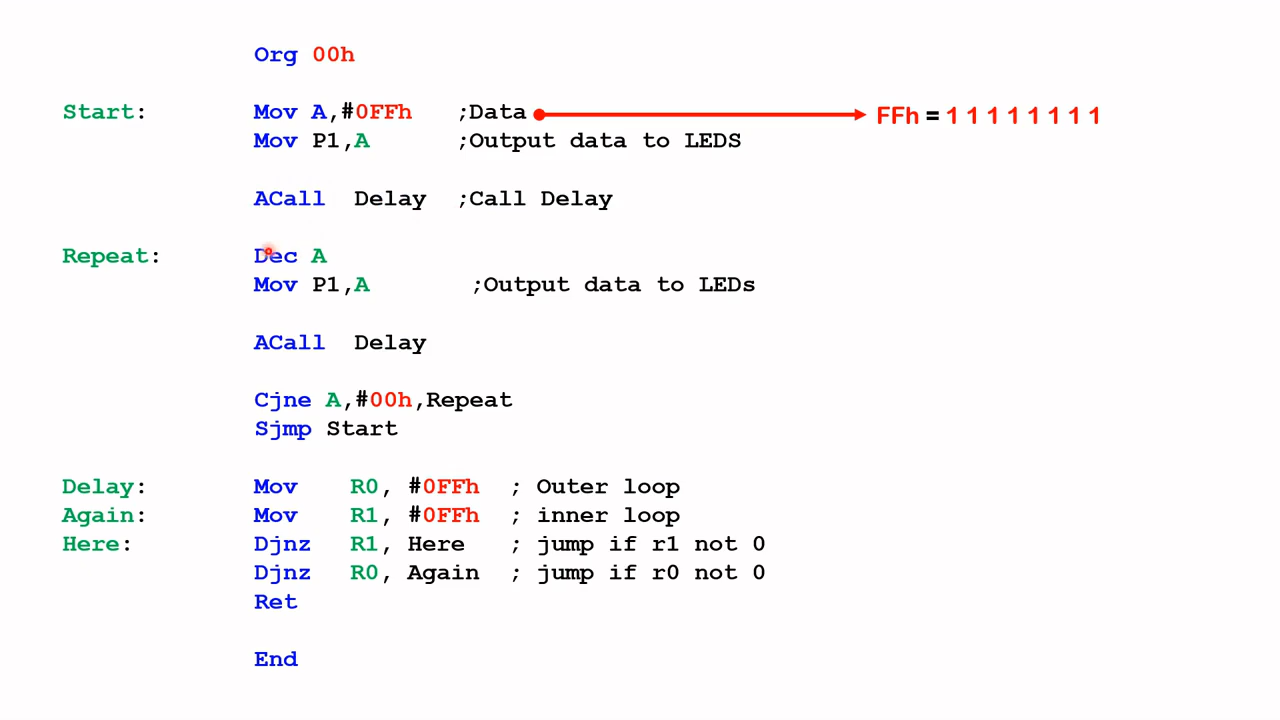 Org 00h
Start: Mov A,#0FFh ;Data FFh = 1 1 1 1 1 1 1 1
Mov P1,A ;Output data to LEDS
ACall Delay ;Call Delay
Repeat: Dec A
Mov P1,A ;Output data to LEDs
ACall Delay
Cjne A,#00h,Repeat
Sjmp Start
Delay: Mov R0, #0FFh ; Outer loop
Again: Mov R1, #0FFh ; inner loop
Here: Djnz R1, Here ; jump if r1 not 0
Djnz R0, Again ; jump if r0 not 0
Ret
End